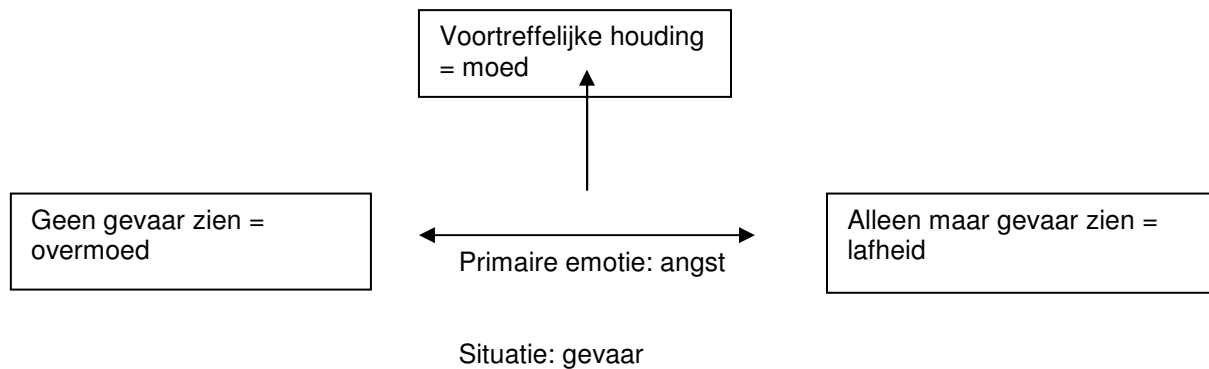 Voortreffelijke houding
= moed
Geen gevaar zien =
overmoed
Alleen maar gevaar zien =
lafheid
Primaire emotie: angst
Situatie: gevaar